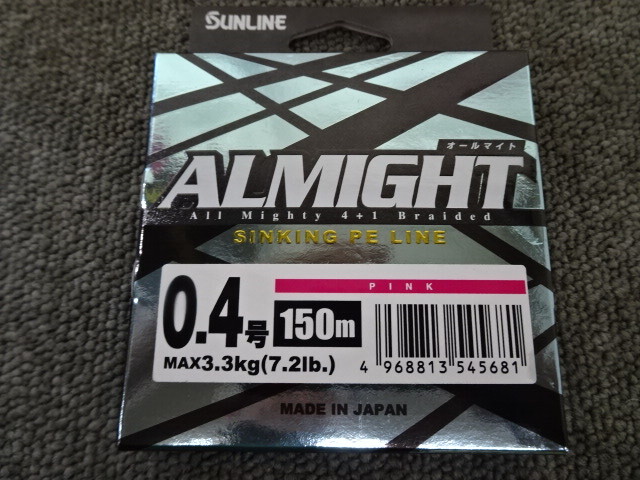 SUNLINE
オールマイト
ALMIGHT
All Mighty 4+1 Braided
SINKING PE LINE
PINK
0.4号 150m
MAX3.3kg(7.2lb.)
4 968813 545681
MADE IN JAPAN